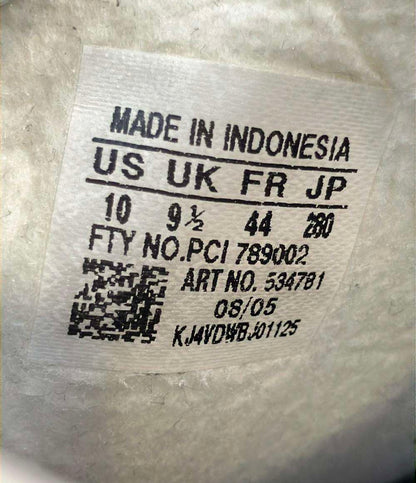 MADE IN INDONESIA
US UK FR JP
10 9½ 44 280
FTY NO.PCI 789002
ART NO. 534781
08/05
KJ4VDWBJ01125